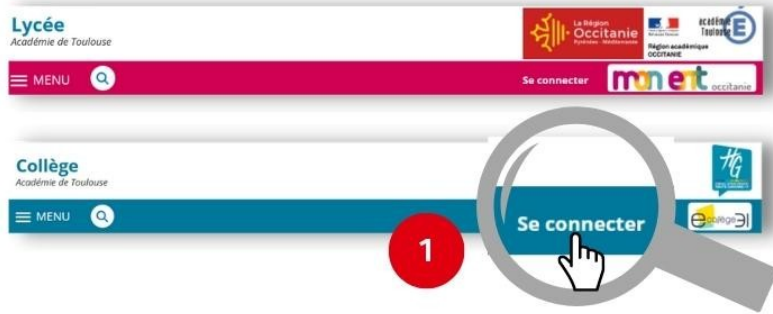 Lycée
Académie de Toulouse
La Région
Occitanie
Pyrénées - Méditerranée
Région académique
OCCITANIE
académie
Toulouse
MENU
Se connecter
mon ent
occitanie
Collège
Académie de Toulouse
HG
MENU
Se connecter
ecollège31
1